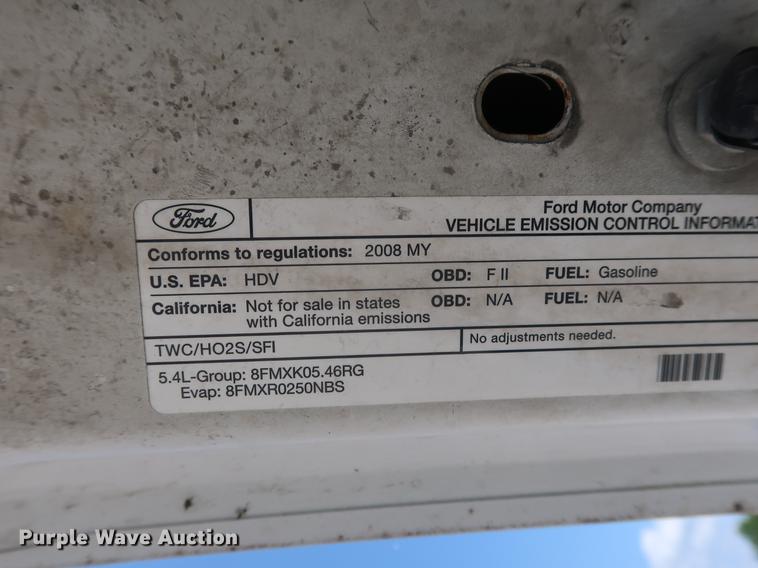 Ford
Ford Motor Company
VEHICLE EMISSION CONTROL INFORMAT
Conforms to regulations: 2008 MY
U.S. EPA: HDV OBD: F II FUEL: Gasoline
California: Not for sale in states OBD: N/A FUEL: N/A
with California emissions
TWC/HO2S/SFI No adjustments needed.
5.4L-Group: 8FMXK05.46RG
Evap: 8FMXR0250NBS
Purple Wave Auction